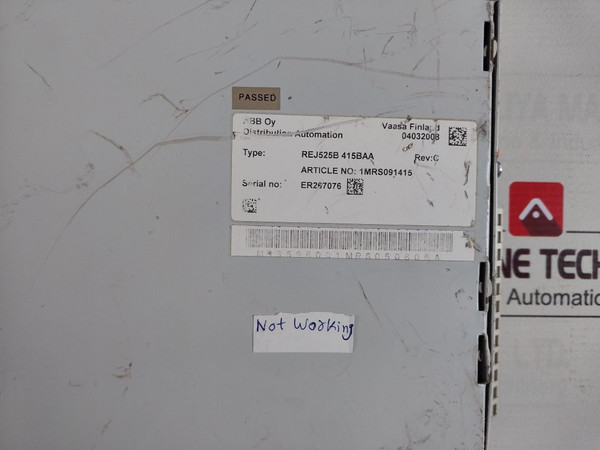 PASSED
ABB Oy
Vaasa Finland
Distribution Automation
04032008
Type:
REJ525B 415BAA
Rev:C
ARTICLE NO: 1MRS091415
Serial no:
ER267076
Not Working
NE TECH
Automation